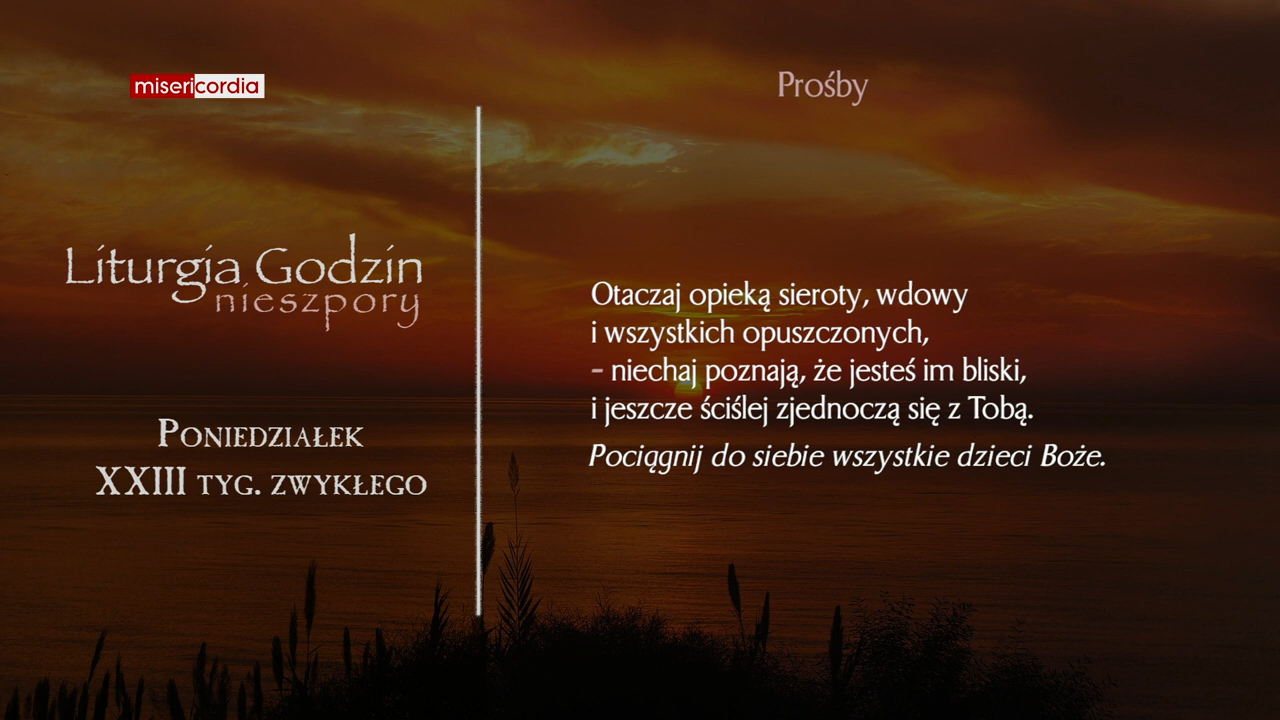 misericordia
Liturgia Godzin
nieszpory
Poniedziałek
XXIII tyg. zwykłego
Prośby
Otaczaj opieką sieroty, wdowy
i wszystkich opuszczonych,
– niechaj poznają, że jesteś im bliski,
i jeszcze ściślej zjednoczą się z Tobą.
Pociągnij do siebie wszystkie dzieci Boże.